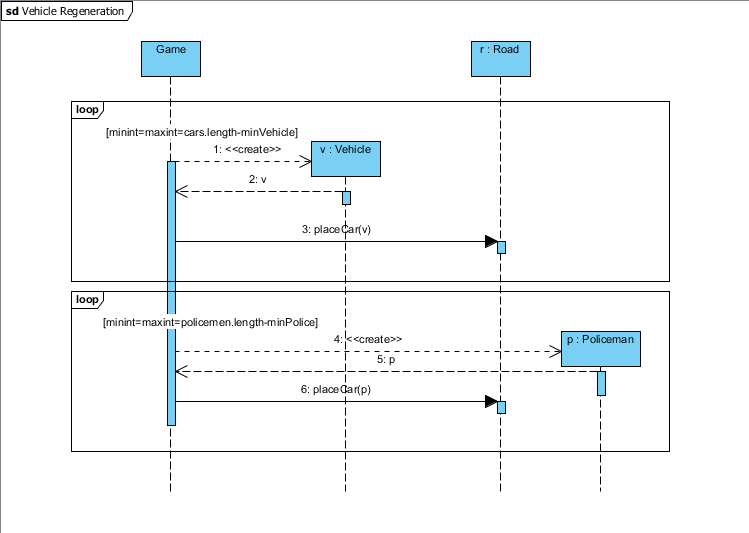 sd Vehicle Regeneration
Game
r : Road
loop
[minint=maxint=cars.length-minVehicle]
1: <<create>>
v : Vehicle
2: v
3: placeCar(v)
loop
[minint=maxint=policemen.length-minPolice]
4: <<create>>
p : Policeman
5: p
6: placeCar(p)